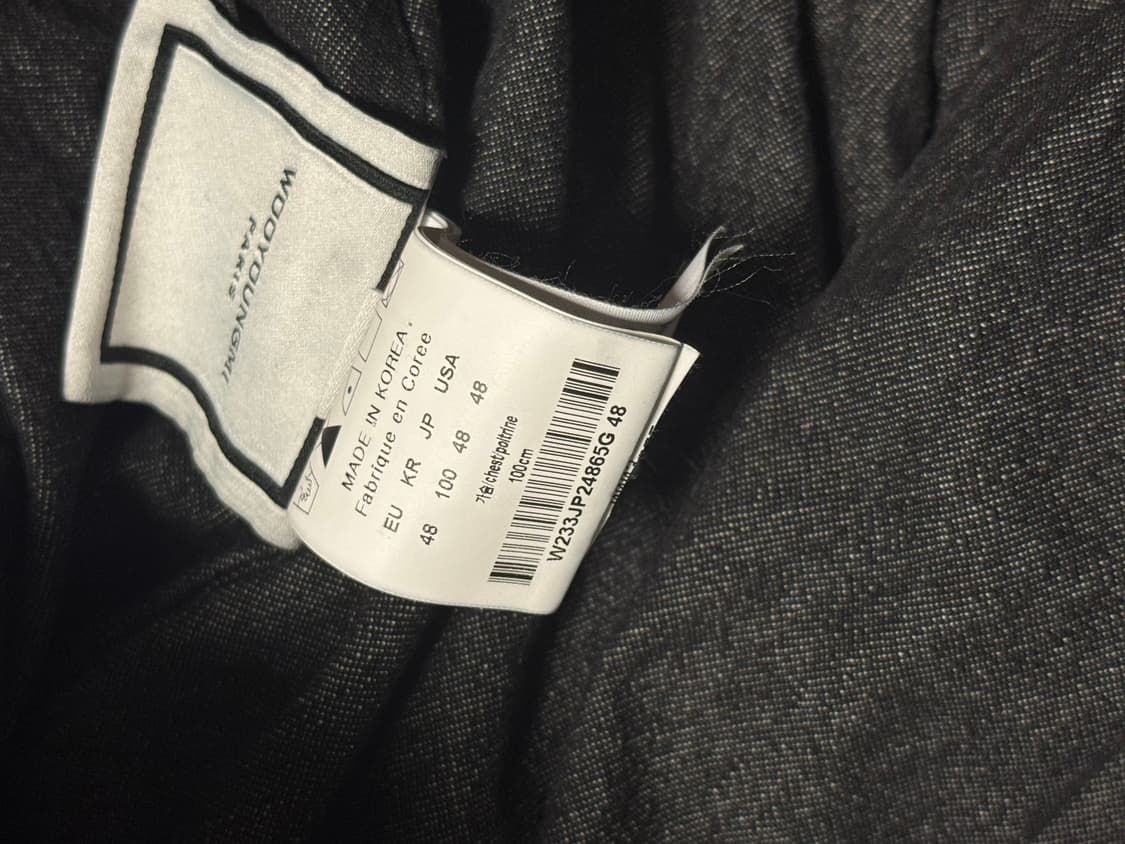 WOOYOUNGMI
PARIS
MADE IN KOREA.
Fabrique en Coree
EU KR JP USA
48 100 48 48
가슴/chest/poitrine
100cm
W233JP24865G 48